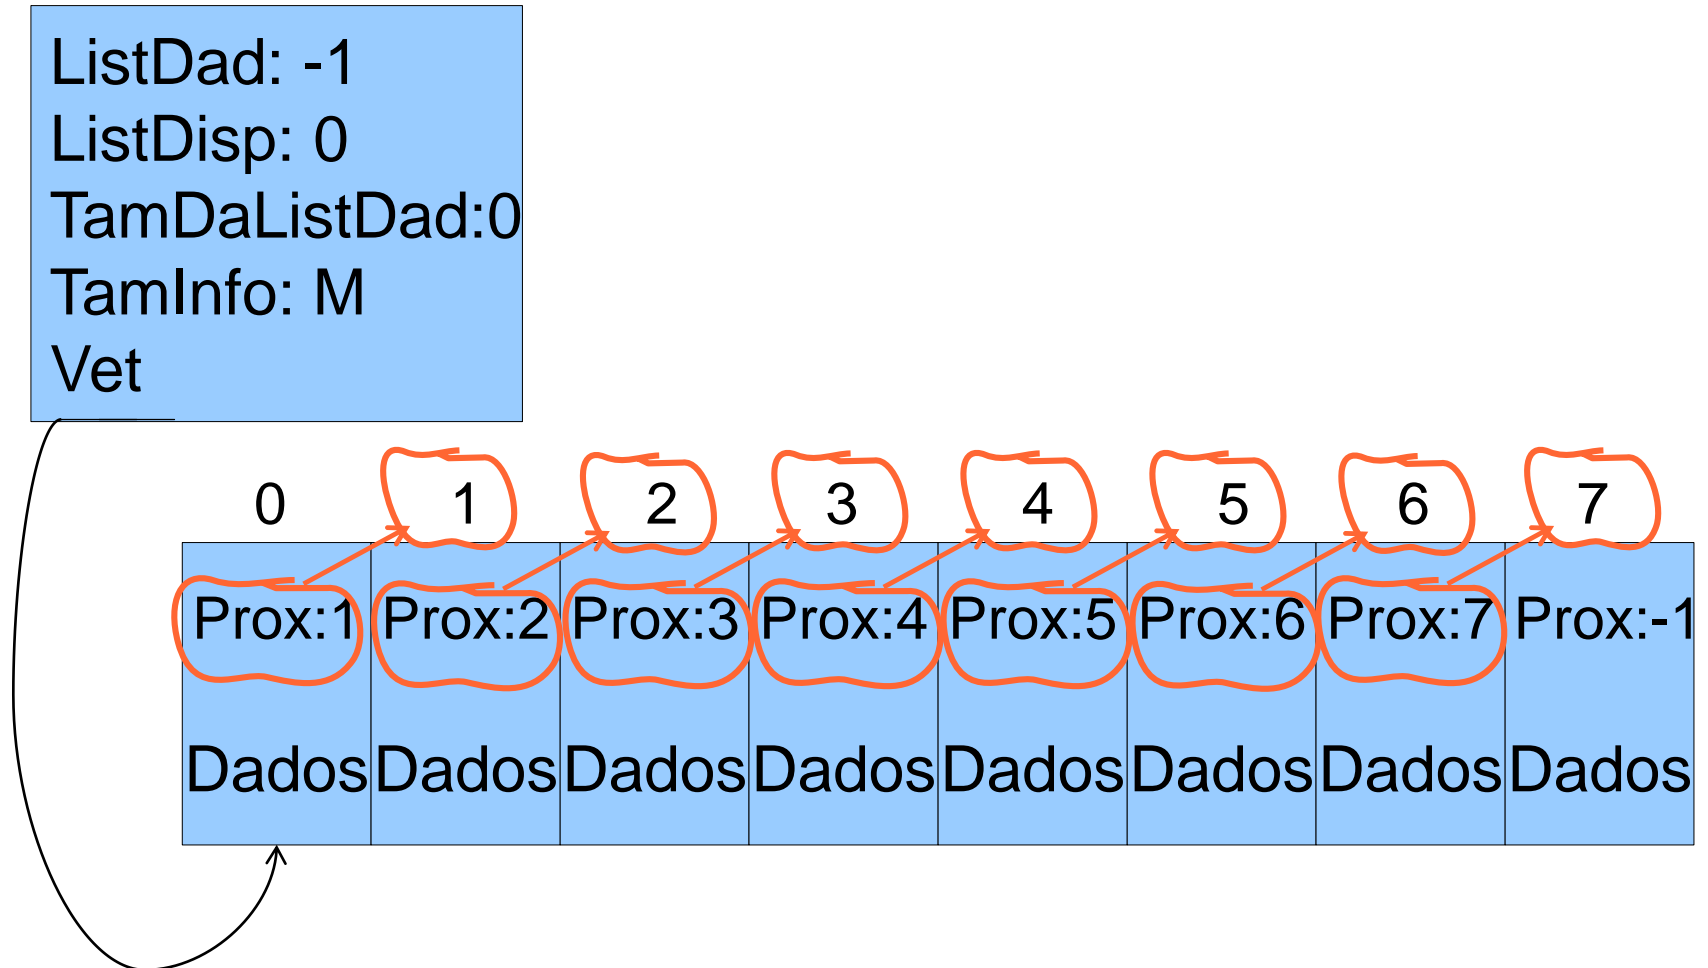 ListDad: -1
ListDisp: 0
TamDaListDad:0
TamInfo: M
Vet
0 1 2 3 4 5 6 7
Prox:1 Prox:2 Prox:3 Prox:4 Prox:5 Prox:6 Prox:7 Prox:-1
Dados Dados Dados Dados Dados Dados Dados Dados